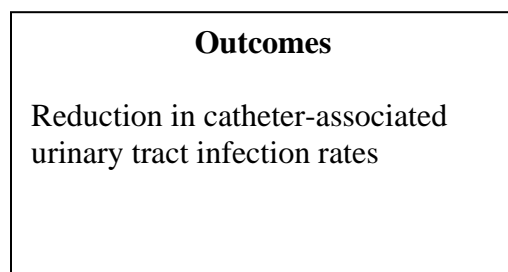 Outcomes
Reduction in catheter-associated
urinary tract infection rates